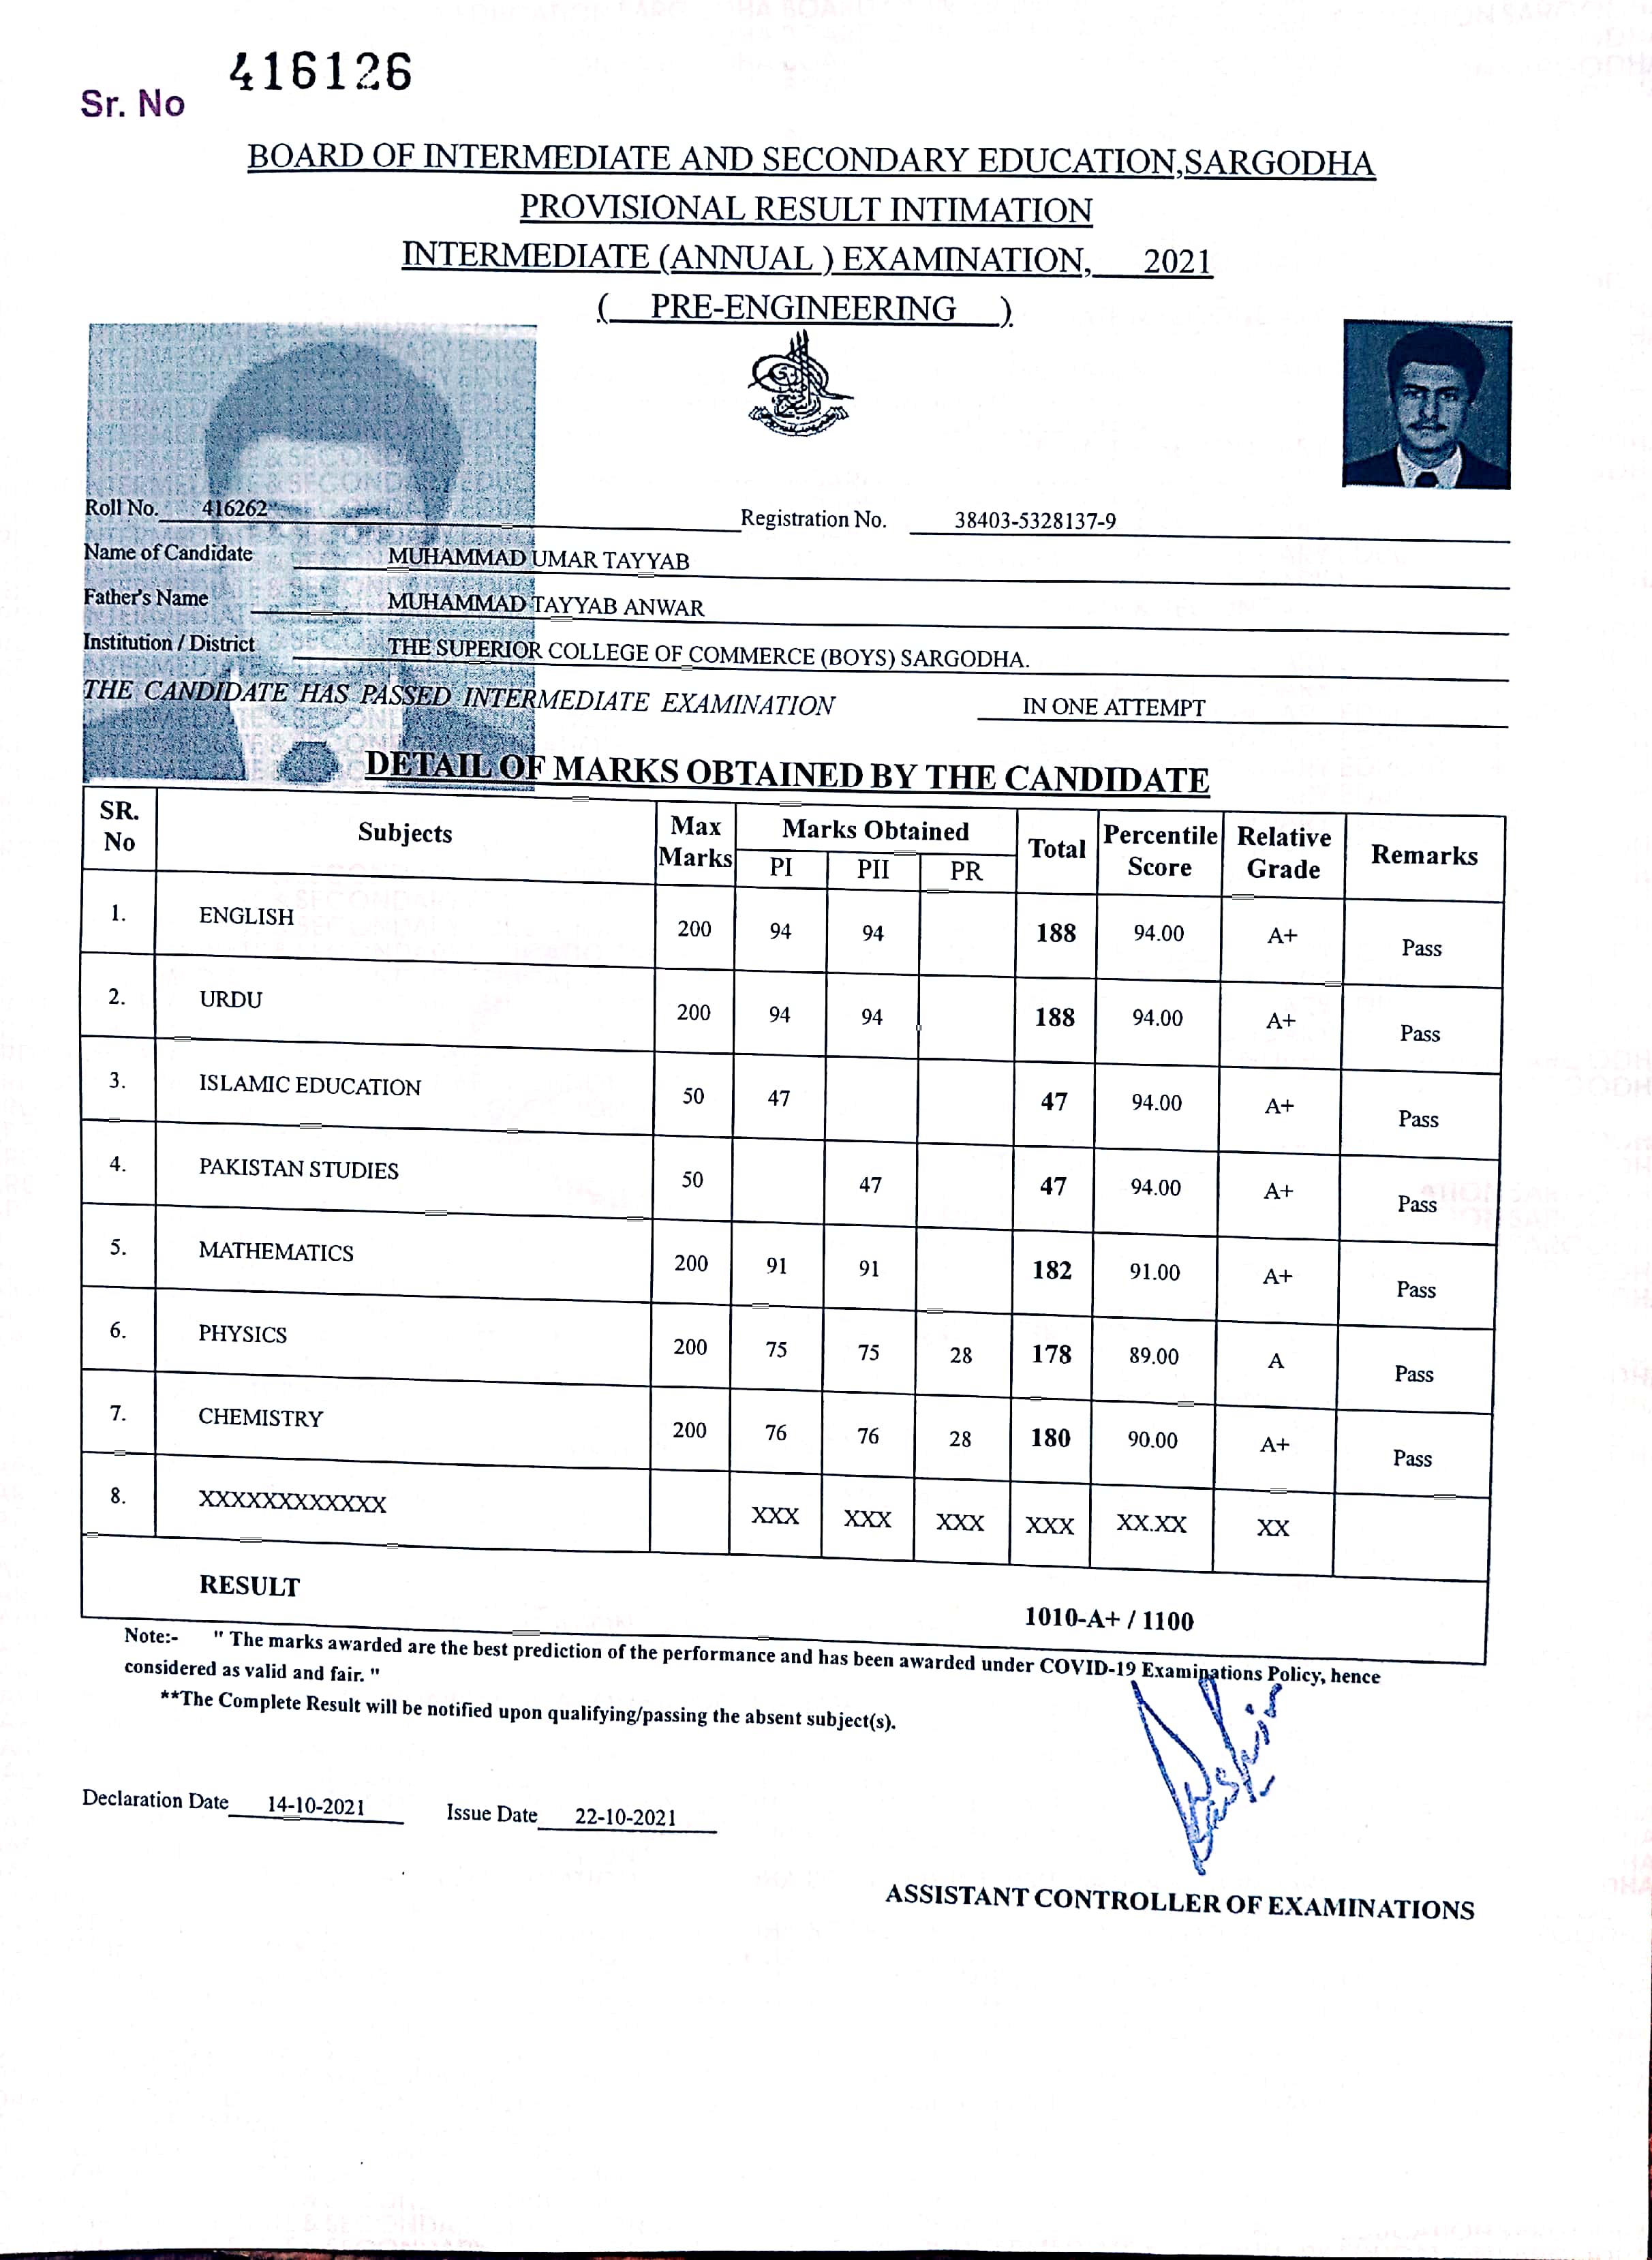 Sr. No 416126
BOARD OF INTERMEDIATE AND SECONDARY EDUCATION,SARGODHA
PROVISIONAL RESULT INTIMATION
INTERMEDIATE (ANNUAL ) EXAMINATION, 2021
( PRE-ENGINEERING )
Roll No. 416262 Registration No. 38403-5328137-9
Name of Candidate MUHAMMAD UMAR TAYYAB
Father's Name MUHAMMAD TAYYAB ANWAR
Institution / District THE SUPERIOR COLLEGE OF COMMERCE (BOYS) SARGODHA.
THE CANDIDATE HAS PASSED INTERMEDIATE EXAMINATION IN ONE ATTEMPT
DETAIL OF MARKS OBTAINED BY THE CANDIDATE
SR. No Subjects Max Marks Marks Obtained Total Percentile Score Relative Grade Remarks
PI PII PR
1. ENGLISH 200 94 94 188 94.00 A+ Pass
2. URDU 200 94 94 188 94.00 A+ Pass
3. ISLAMIC EDUCATION 50 47 47 94.00 A+ Pass
4. PAKISTAN STUDIES 50 47 47 94.00 A+ Pass
5. MATHEMATICS 200 91 91 182 91.00 A+ Pass
6. PHYSICS 200 75 75 28 178 89.00 A Pass
7. CHEMISTRY 200 76 76 28 180 90.00 A+ Pass
8. XXXXXXXXXXXX XXX XXX XXX XXX XX.XX XX
RESULT 1010-A+ / 1100
Note:- " The marks awarded are the best prediction of the performance and has been awarded under COVID-19 Examinations Policy, hence
considered as valid and fair. "
**The Complete Result will be notified upon qualifying/passing the absent subject(s).
Declaration Date 14-10-2021 Issue Date 22-10-2021
ASSISTANT CONTROLLER OF EXAMINATIONS